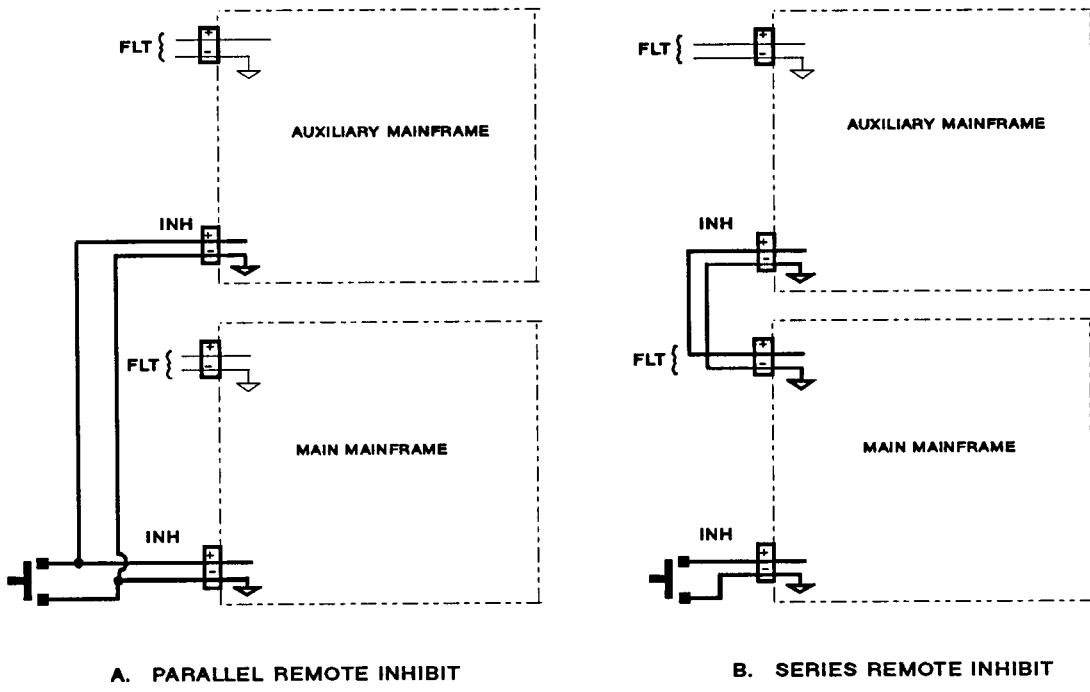 FLT {
+
-
AUXILIARY MAINFRAME
INH
+
-
FLT {
+
-
MAIN MAINFRAME
INH
+
-
A. PARALLEL REMOTE INHIBIT
FLT {
+
-
AUXILIARY MAINFRAME
INH
+
-
FLT {
+
-
MAIN MAINFRAME
INH
+
-
B. SERIES REMOTE INHIBIT